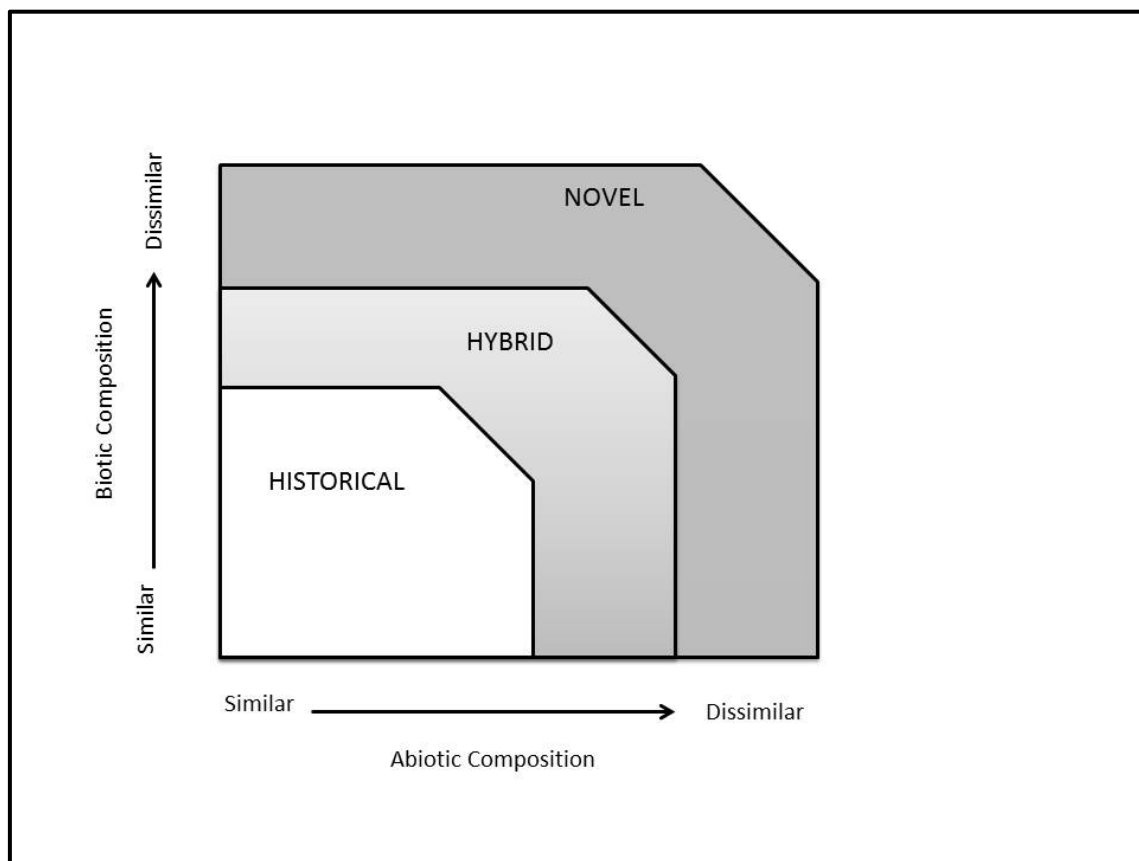 NOVEL
HYBRID
HISTORICAL
Dissimilar
Biotic Composition
Similar
Similar
Dissimilar
Abiotic Composition